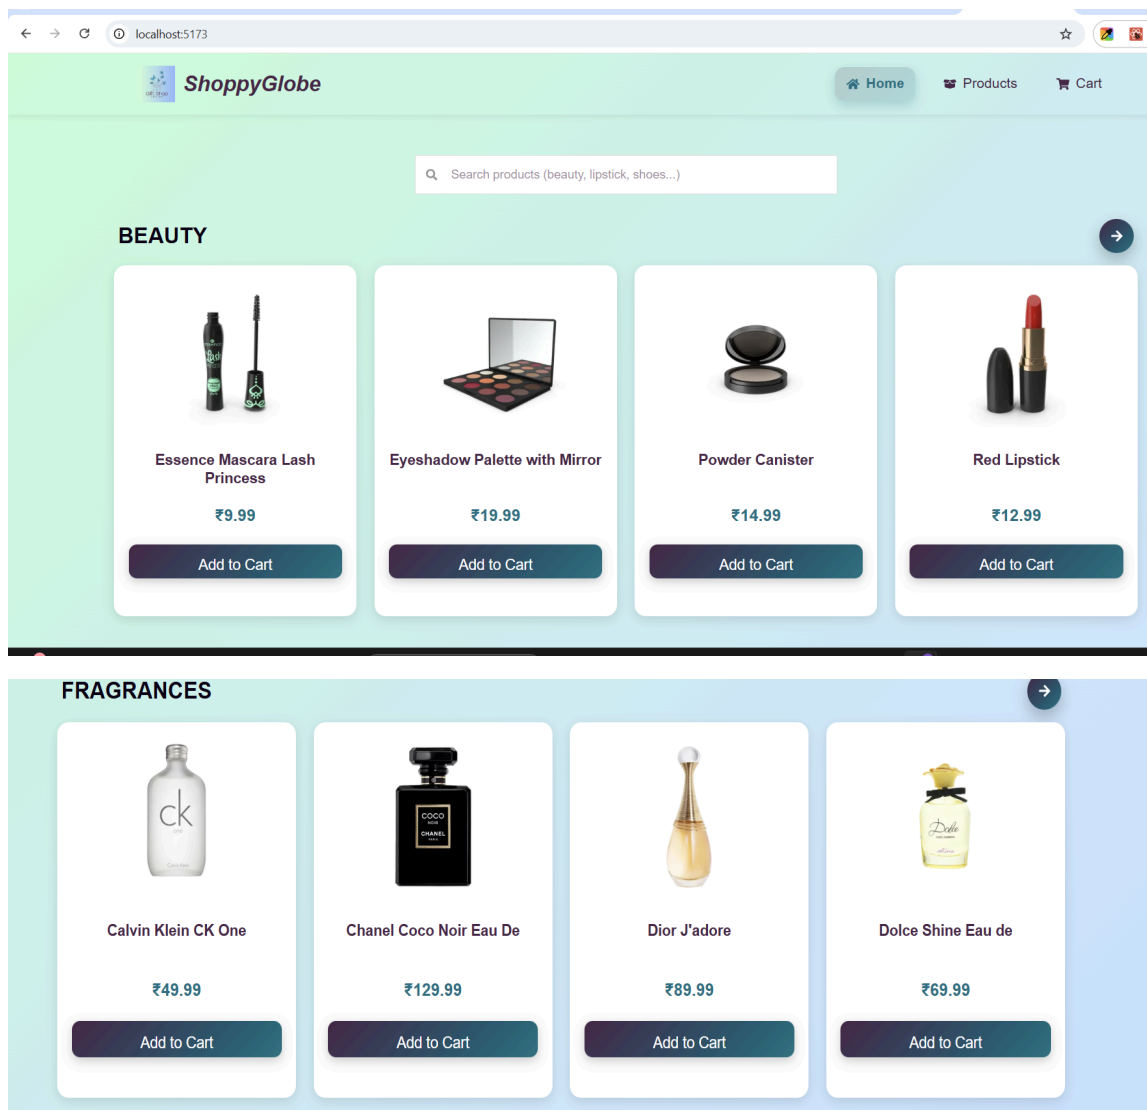 localhost:5173
ShoppyGlobe
Home
Products
Cart
Search products (beauty, lipstick, shoes...)
BEAUTY
Essence Mascara Lash
Princess
₹9.99
Add to Cart
Eyeshadow Palette with Mirror
₹19.99
Add to Cart
Powder Canister
₹14.99
Add to Cart
Red Lipstick
₹12.99
Add to Cart
FRAGRANCES
ck
one
Calvin Klein CK One
₹49.99
Add to Cart
COCO
NOIR
CHANEL
PARIS
Chanel Coco Noir Eau De
₹129.99
Add to Cart
Dior J'adore
₹89.99
Add to Cart
Dolce
Dolce Shine Eau de
₹69.99
Add to Cart